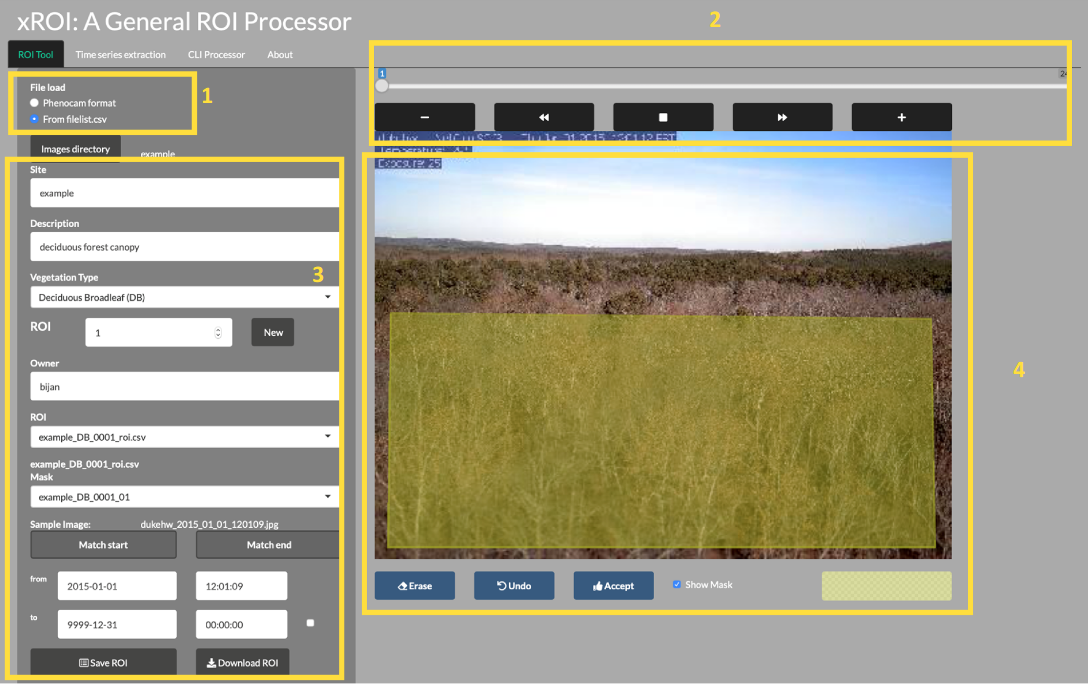 xROI: A General ROI Processor
2
ROI Tool Time series extraction CLI Processor About
File load
Phenocam format
From filelist.csv
1
1
24
Images directory example
Site
example
Description
deciduous forest canopy
Vegetation Type
3
Deciduous Broadleaf (DB)
ROI 1 New
Owner
bijan
ROI
example_DB_0001_roi.csv
example_DB_0001_roi.csv
Mask
example_DB_0001_01
Sample Image: dukehw_2015_01_01_120109.jpg
Match start Match end
from 2015-01-01 12:01:09
to 9999-12-31 00:00:00
Save ROI Download ROI
Temperature:
Exposure: 25
4
Erase Undo Accept Show Mask